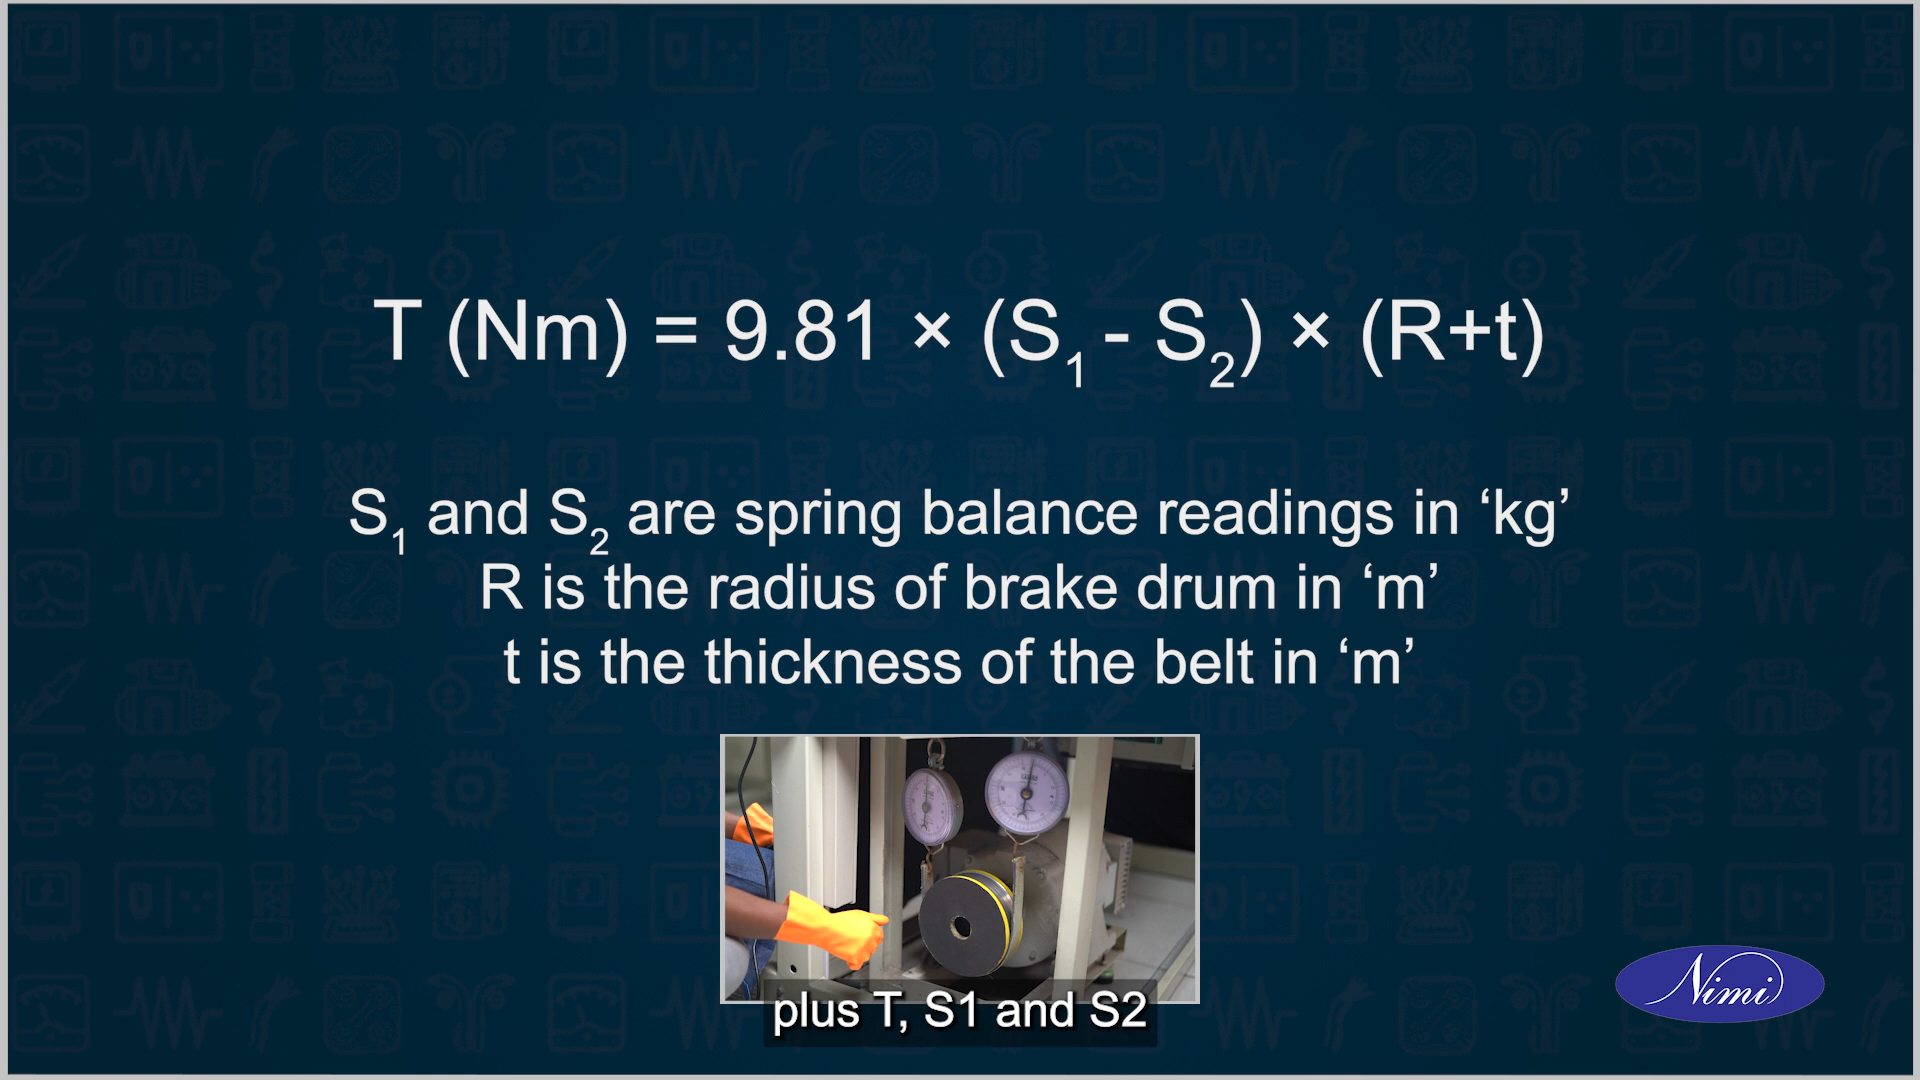 T (Nm) = 9.81 × (S₁ - S₂) × (R+t)
S₁ and S₂ are spring balance readings in ‘kg’
R is the radius of brake drum in ‘m’
t is the thickness of the belt in ‘m’
plus T, S1 and S2
Nimi